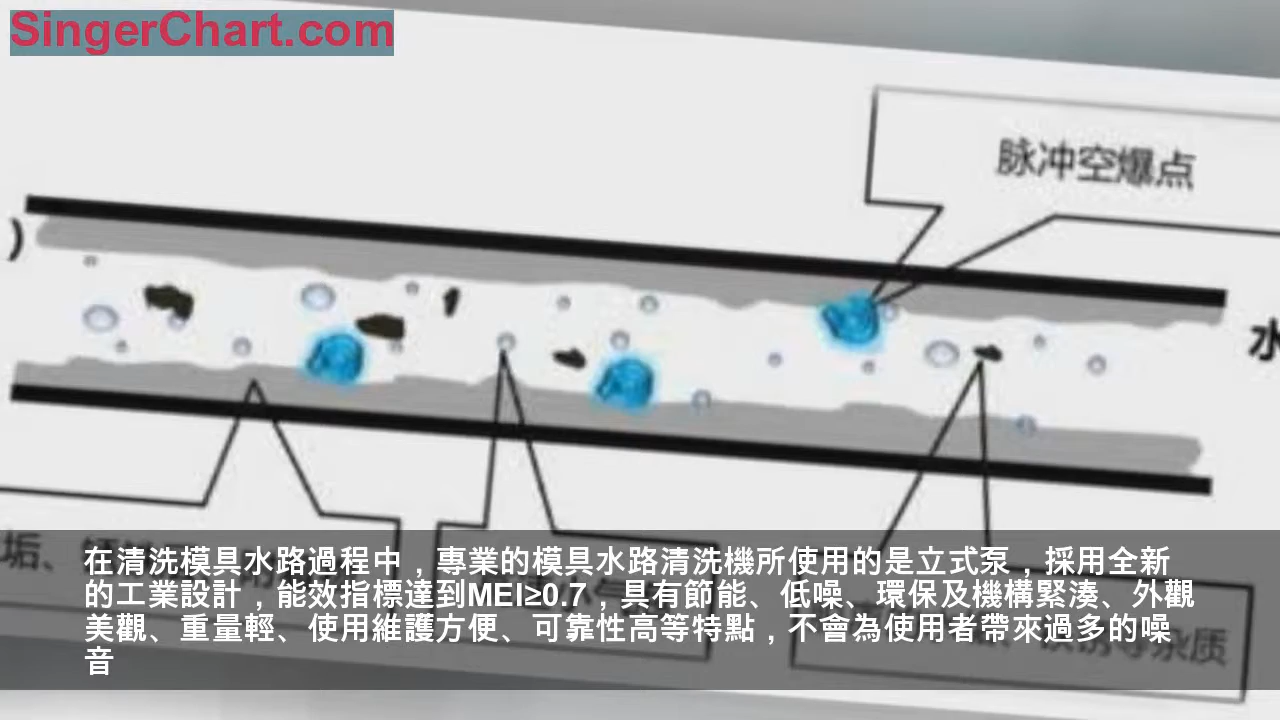 SingerChart.com
脉冲空爆点
)
水
垢、
在清洗模具水路過程中，專業的模具水路清洗機所使用的是立式泵，採用全新
的工業設計，能效指標達到MEI≥0.7，具有節能、低噪、環保及機構緊湊、外觀
美觀、重量輕、使用維護方便、可靠性高等特點，不會為使用者帶來過多的噪
音
杂质